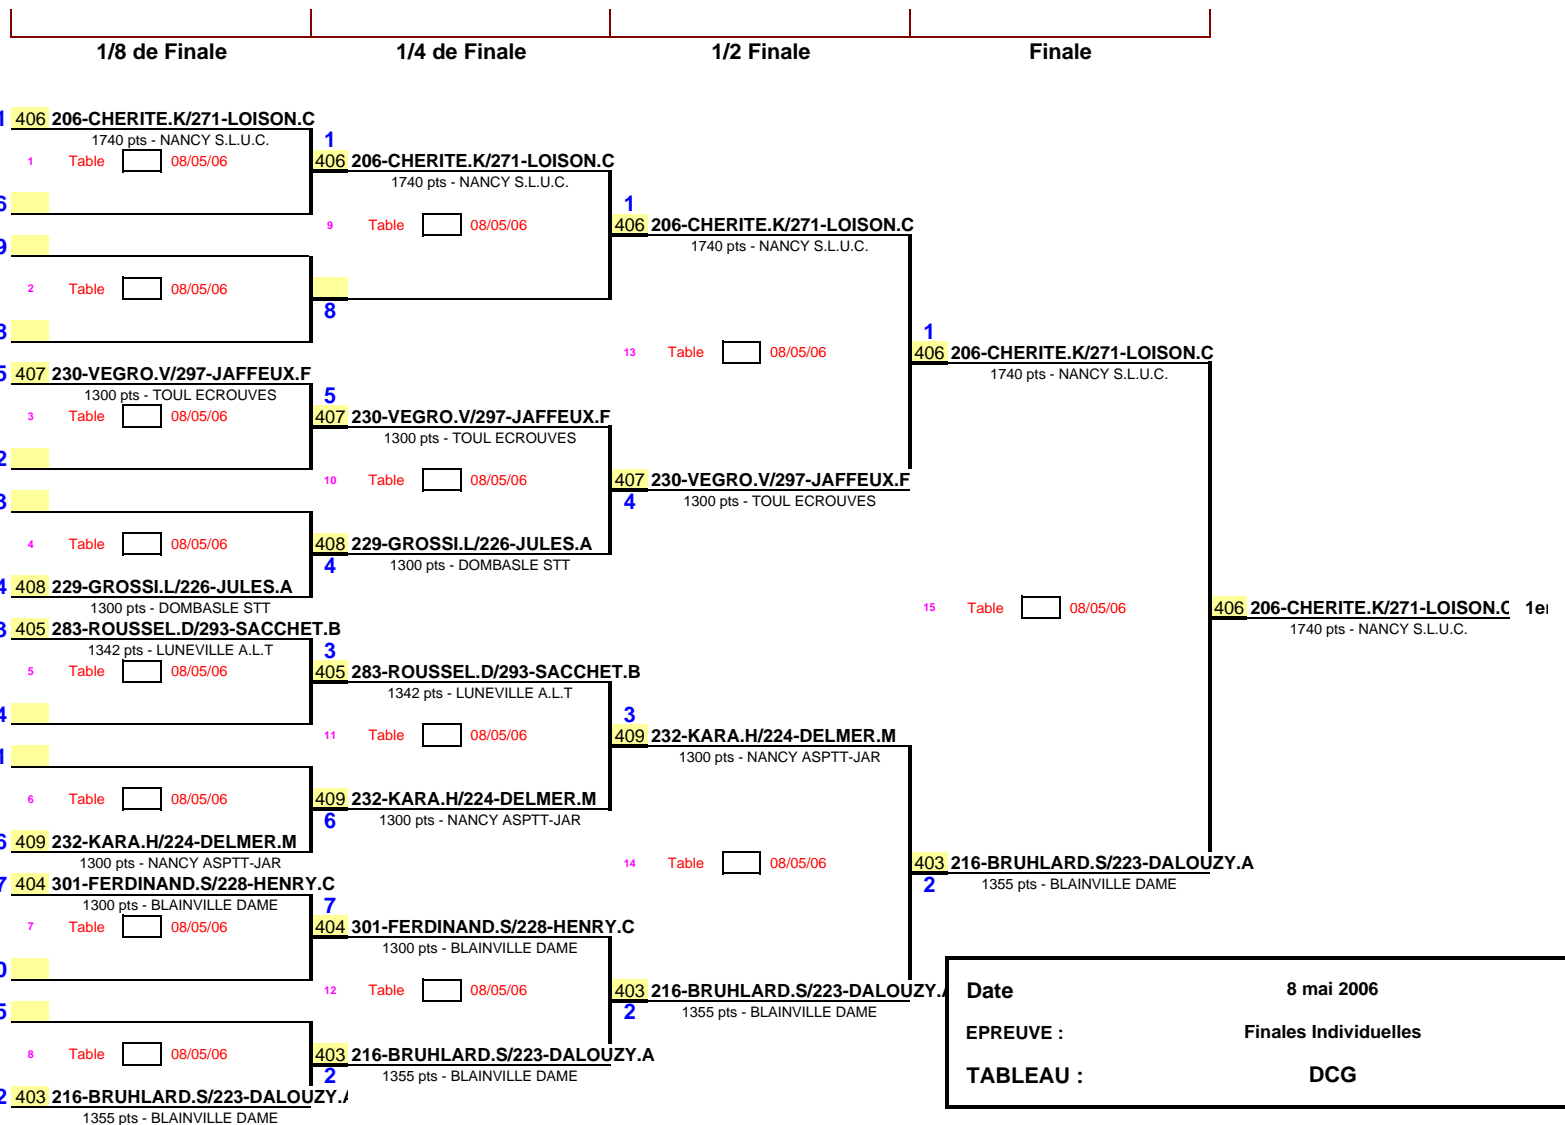 1/8 de Finale 1/4 de Finale 1/2 Finale Finale
406 206-CHERITE.K/271-LOISON.C
1740 pts - NANCY S.L.U.C.
1 Table 08/05/06
2 Table 08/05/06
407 230-VEGRO.V/297-JAFFEUX.F
1300 pts - TOUL ECROUVES
3 Table 08/05/06
4 Table 08/05/06
408 229-GROSSI.L/226-JULES.A
1300 pts - DOMBASLE STT
405 283-ROUSSEL.D/293-SACCHET.B
1342 pts - LUNEVILLE A.L.T
5 Table 08/05/06
6 Table 08/05/06
409 232-KARA.H/224-DELMER.M
1300 pts - NANCY ASPTT-JAR
404 301-FERDINAND.S/228-HENRY.C
1300 pts - BLAINVILLE DAME
7 Table 08/05/06
8 Table 08/05/06
2 403 216-BRUHLARD.S/223-DALOUZY.A
1355 pts - BLAINVILLE DAME
1
406 206-CHERITE.K/271-LOISON.C
1740 pts - NANCY S.L.U.C.
9 Table 08/05/06
8
5
407 230-VEGRO.V/297-JAFFEUX.F
1300 pts - TOUL ECROUVES
10 Table 08/05/06
408 229-GROSSI.L/226-JULES.A
4
1300 pts - DOMBASLE STT
3
405 283-ROUSSEL.D/293-SACCHET.B
1342 pts - LUNEVILLE A.L.T
11 Table 08/05/06
409 232-KARA.H/224-DELMER.M
6
1300 pts - NANCY ASPTT-JAR
7
404 301-FERDINAND.S/228-HENRY.C
1300 pts - BLAINVILLE DAME
12 Table 08/05/06
403 216-BRUHLARD.S/223-DALOUZY.A
2
1355 pts - BLAINVILLE DAME
1
406 206-CHERITE.K/271-LOISON.C
1740 pts - NANCY S.L.U.C.
13 Table 08/05/06
407 230-VEGRO.V/297-JAFFEUX.F
4
1300 pts - TOUL ECROUVES
3
409 232-KARA.H/224-DELMER.M
1300 pts - NANCY ASPTT-JAR
14 Table 08/05/06
403 216-BRUHLARD.S/223-DALOUZY.A
2
1355 pts - BLAINVILLE DAME
1
406 206-CHERITE.K/271-LOISON.C
1740 pts - NANCY S.L.U.C.
15 Table 08/05/06
403 216-BRUHLARD.S/223-DALOUZY.A
2
1355 pts - BLAINVILLE DAME
406 206-CHERITE.K/271-LOISON.C 1er
1740 pts - NANCY S.L.U.C.
Date 8 mai 2006
EPREUVE : Finales Individuelles
TABLEAU : DCG